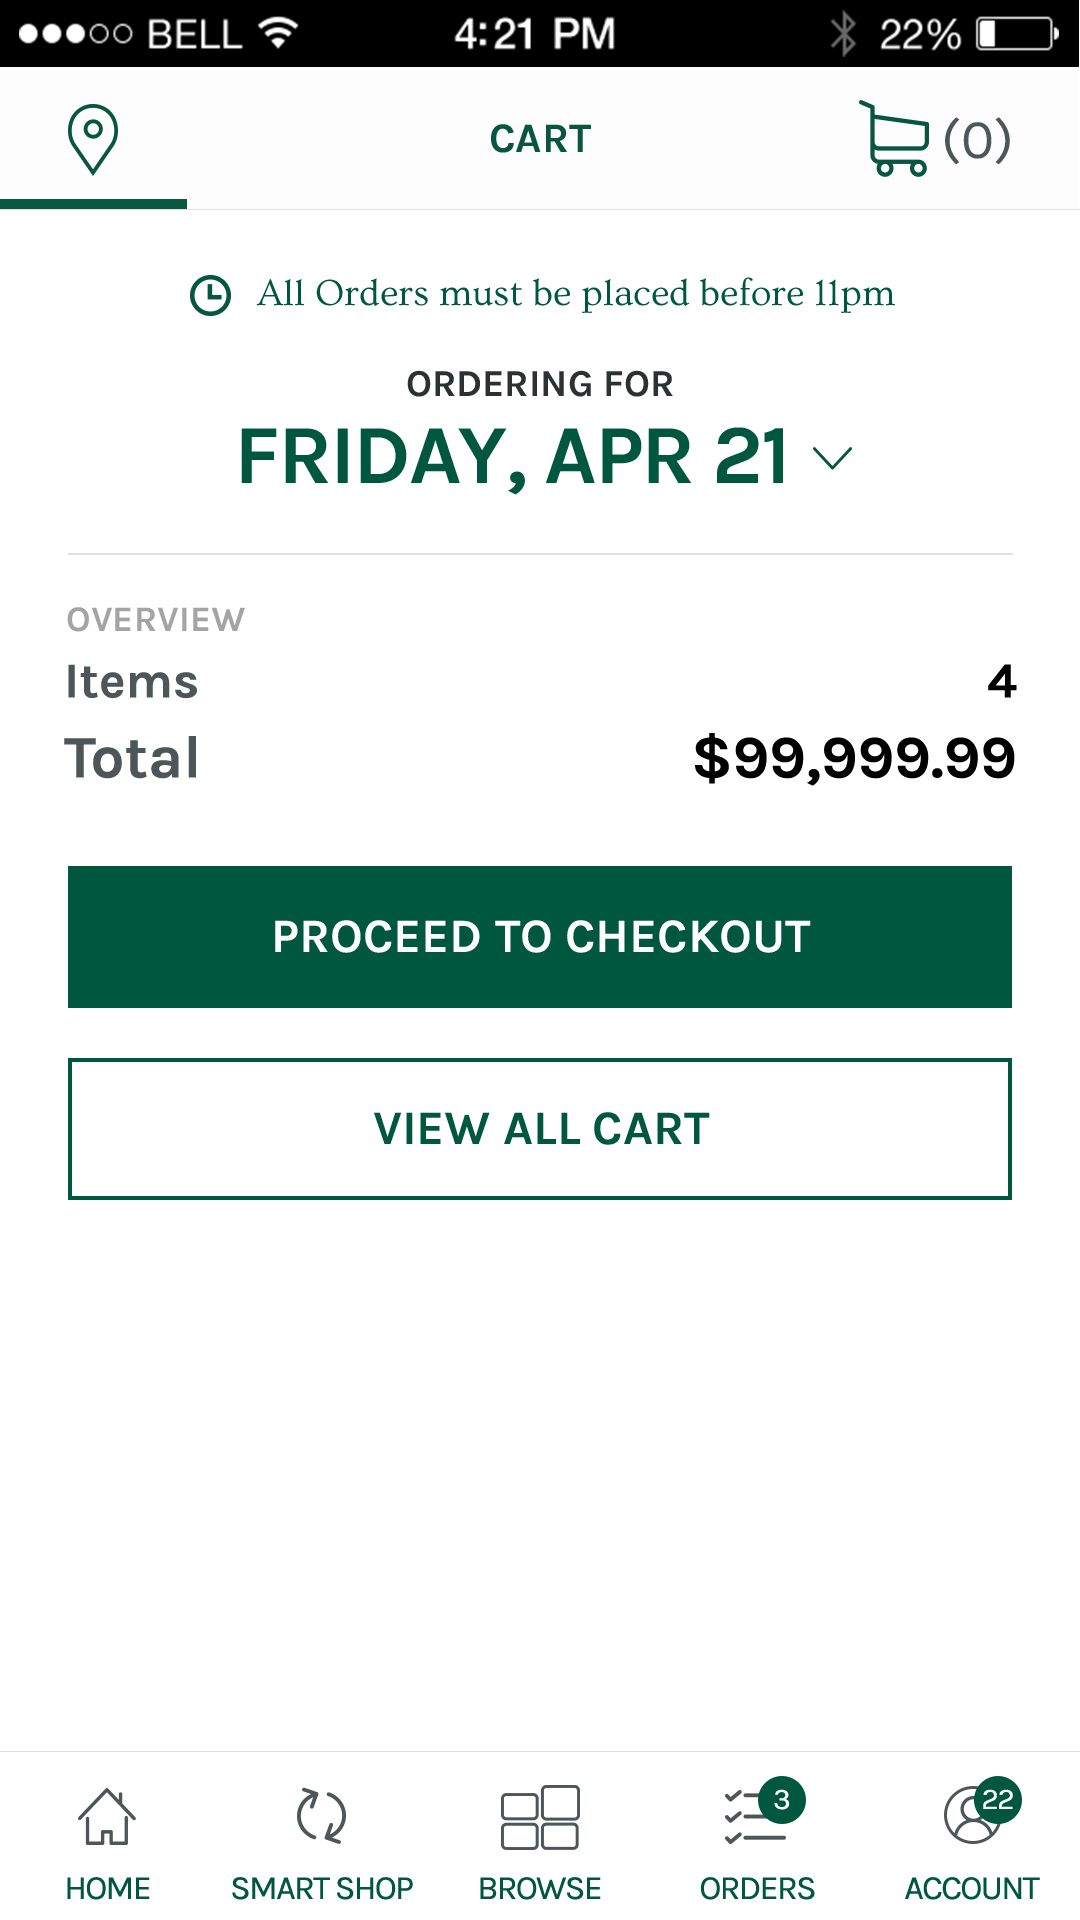 BELL 4:21 PM 22%
CART (0)
All Orders must be placed before 11pm
ORDERING FOR
FRIDAY, APR 21
OVERVIEW
Items 4
Total $99,999.99
PROCEED TO CHECKOUT
VIEW ALL CART
3 22
HOME SMART SHOP BROWSE ORDERS ACCOUNT